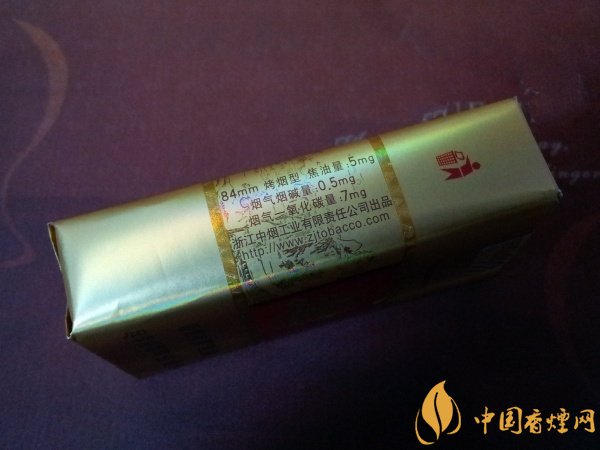 84mm 烤烟型 焦油量:5mg
烟气烟碱量:0.5mg
烟气二氧化碳量:7mg
浙江中烟工业有限责任公司出品
http://www.zjtobacco.com
中国香煙网